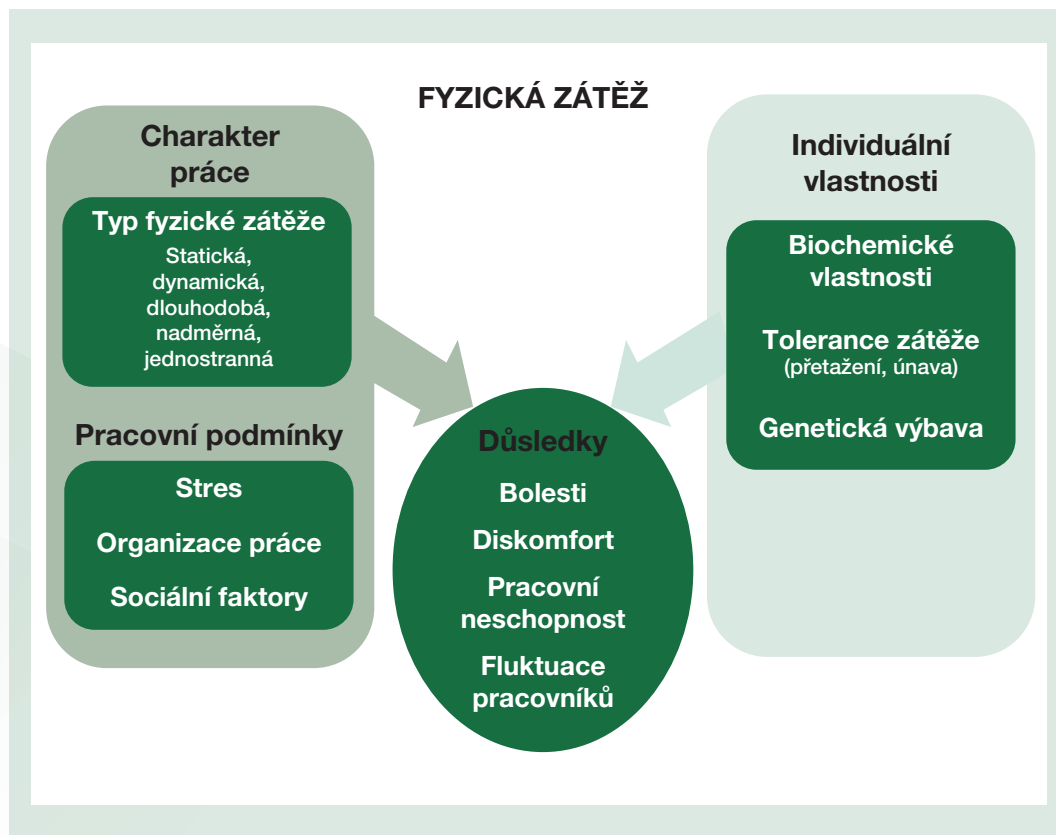 FYZICKÁ ZÁTĚŽ
Charakter
práce
Typ fyzické zátěže
Statická,
dynamická,
dlouhodobá,
nadměrná,
jednostranná
Pracovní podmínky
Stres
Organizace práce
Sociální faktory
Důsledky
Bolesti
Diskomfort
Pracovní
neschopnost
Fluktuace
pracovníků
Individuální
vlastnosti
Biochemické
vlastnosti
Tolerance zátěže
(přetažení, únava)
Genetická výbava